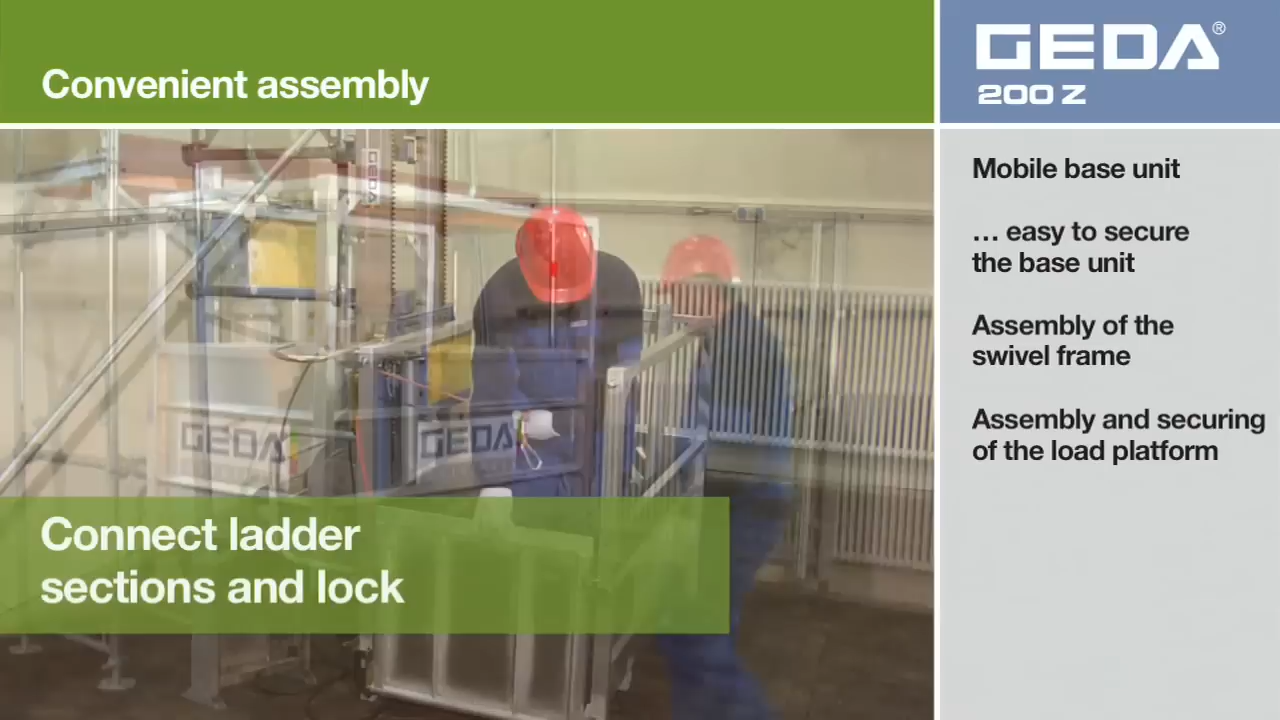 Convenient assembly
GEDA®
200 Z
Mobile base unit
… easy to secure
the base unit
Assembly of the
swivel frame
Assembly and securing
of the load platform
GEDA
GEDA
GEDA
Connect ladder
sections and lock